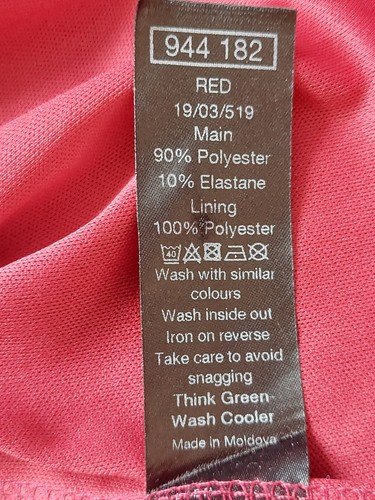 944 182
RED
19/03/519
Main
90% Polyester
10% Elastane
Lining
100% Polyester
40
Wash with similar
colours
Wash inside out
Iron on reverse
Take care to avoid
snagging
Think Green
Wash Cooler
Made in Moldova